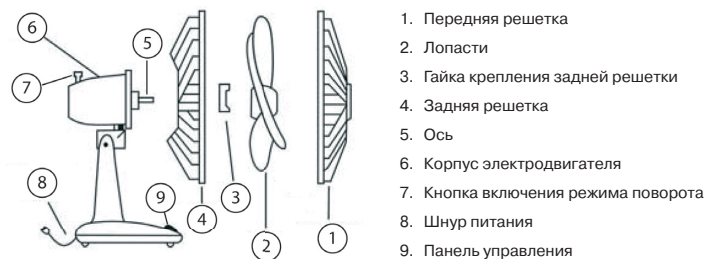 6
7
5
8
9
4
3
2
1
1. Передняя решетка
2. Лопасти
3. Гайка крепления задней решетки
4. Задняя решетка
5. Ось
6. Корпус электродвигателя
7. Кнопка включения режима поворота
8. Шнур питания
9. Панель управления